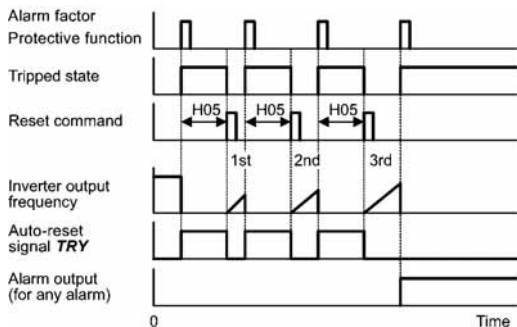 Alarm factor
Protective function
Tripped state
H05 H05 H05
Reset command
1st 2nd 3rd
Inverter output
frequency
Auto-reset
signal TRY
Alarm output
(for any alarm)
0 Time